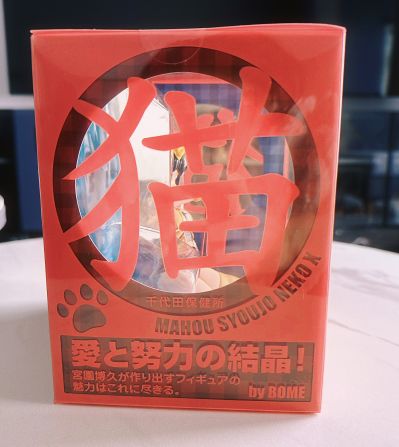 猫
千代田保健所
MAHOU SYOUJO NEKO X
愛と努力の結晶!
宮園博久が作り出すフィギュアの
魅力はこれに尽きる。
by ROME